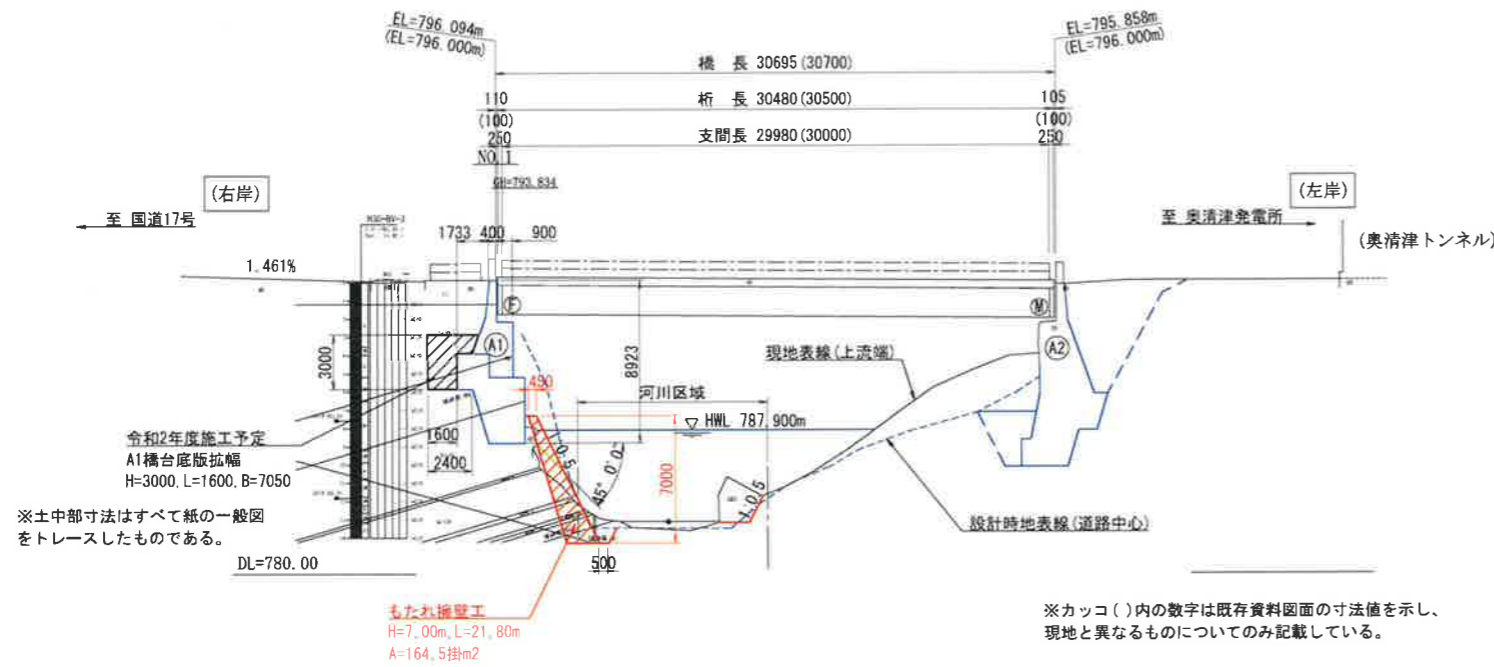 EL=796.094m
(EL=796.000m)
EL=795.858m
(EL=796.000m)
橋 長 30695(30700)
110
(100)
桁 長 30480(30500)
105
(100)
250
支間長 29980(30000)
250
NO.1
GH=793.834
(右岸)
(左岸)
至 国道17号
至 奥清津発電所
(奥清津トンネル)
1733
400
900
1.461%
F
M
A1
A2
3000
8923
現地表線(上流端)
490
河川区域
HWL 787.900m
令和2年度施工予定
A1橋台底版拡幅
H=3000, L=1600, B=7050
1600
2400
1:0.5
45° 0.0"
7000
1:0.5
※土中部寸法はすべて紙の一般図
をトレースしたものである。
設計時地表線(道路中心)
DL=780.00
500
もたれ擁壁工
H=7.00m, L=21.80m
A=164.5掛m2
※カッコ( )内の数字は既存資料図面の寸法値を示し、
現地と異なるものについてのみ記載している。